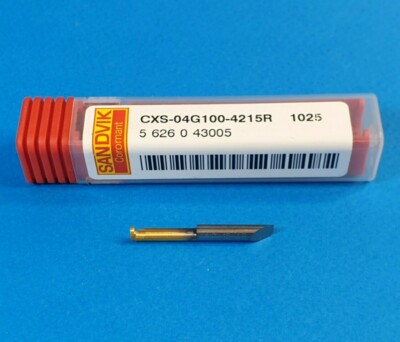 SANDVIK
Coromant
CXS-04G100-4215R 1025
5 626 0 43005